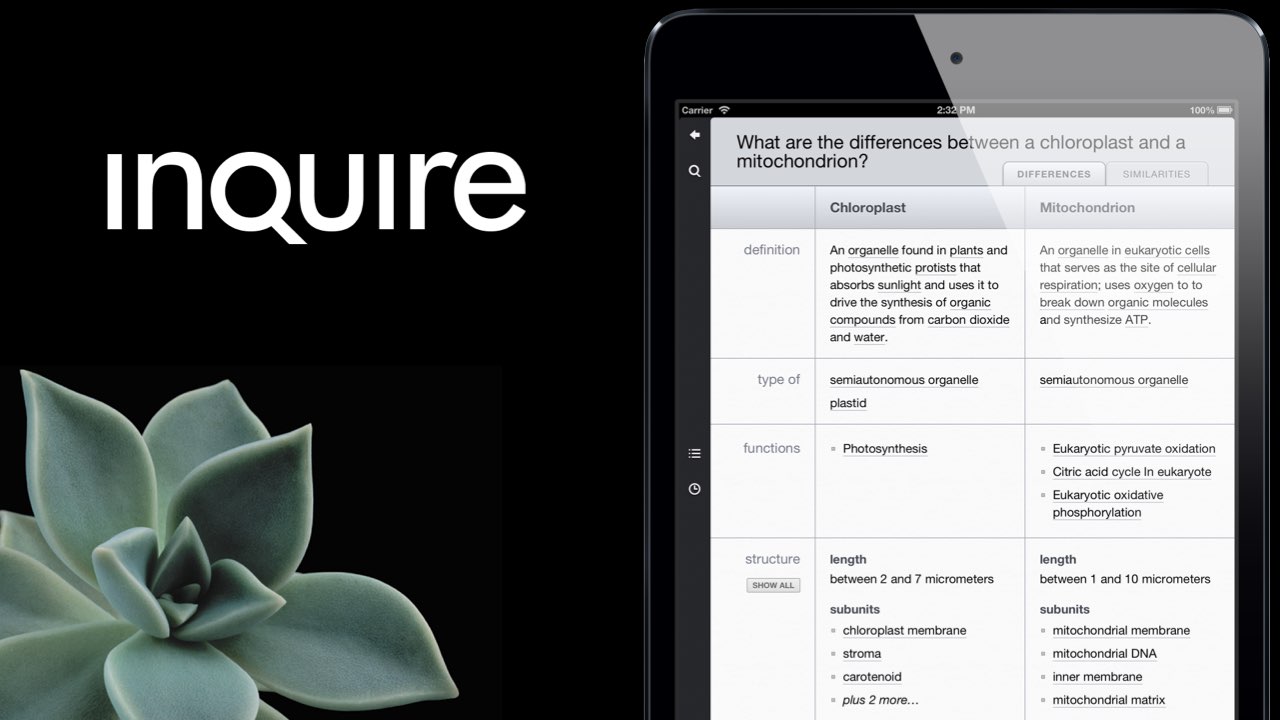 inquire
Carrier 2:32 PM 100%
What are the differences between a chloroplast and a
mitochondrion?
DIFFERENCES SIMILARITIES
Chloroplast Mitochondrion
definition
An organelle found in plants and
photosynthetic protists that
absorbs sunlight and uses it to
drive the synthesis of organic
compounds from carbon dioxide
and water.
An organelle in eukaryotic cells
that serves as the site of cellular
respiration; uses oxygen to to
break down organic molecules
and synthesize ATP.
type of
semiautonomous organelle
plastid
semiautonomous organelle
functions
Photosynthesis
Eukaryotic pyruvate oxidation
Citric acid cycle In eukaryote
Eukaryotic oxidative
phosphorylation
structure
SHOW ALL
length
between 2 and 7 micrometers
subunits
chloroplast membrane
stroma
carotenoid
plus 2 more...
length
between 1 and 10 micrometers
subunits
mitochondrial membrane
mitochondrial DNA
inner membrane
mitochondrial matrix